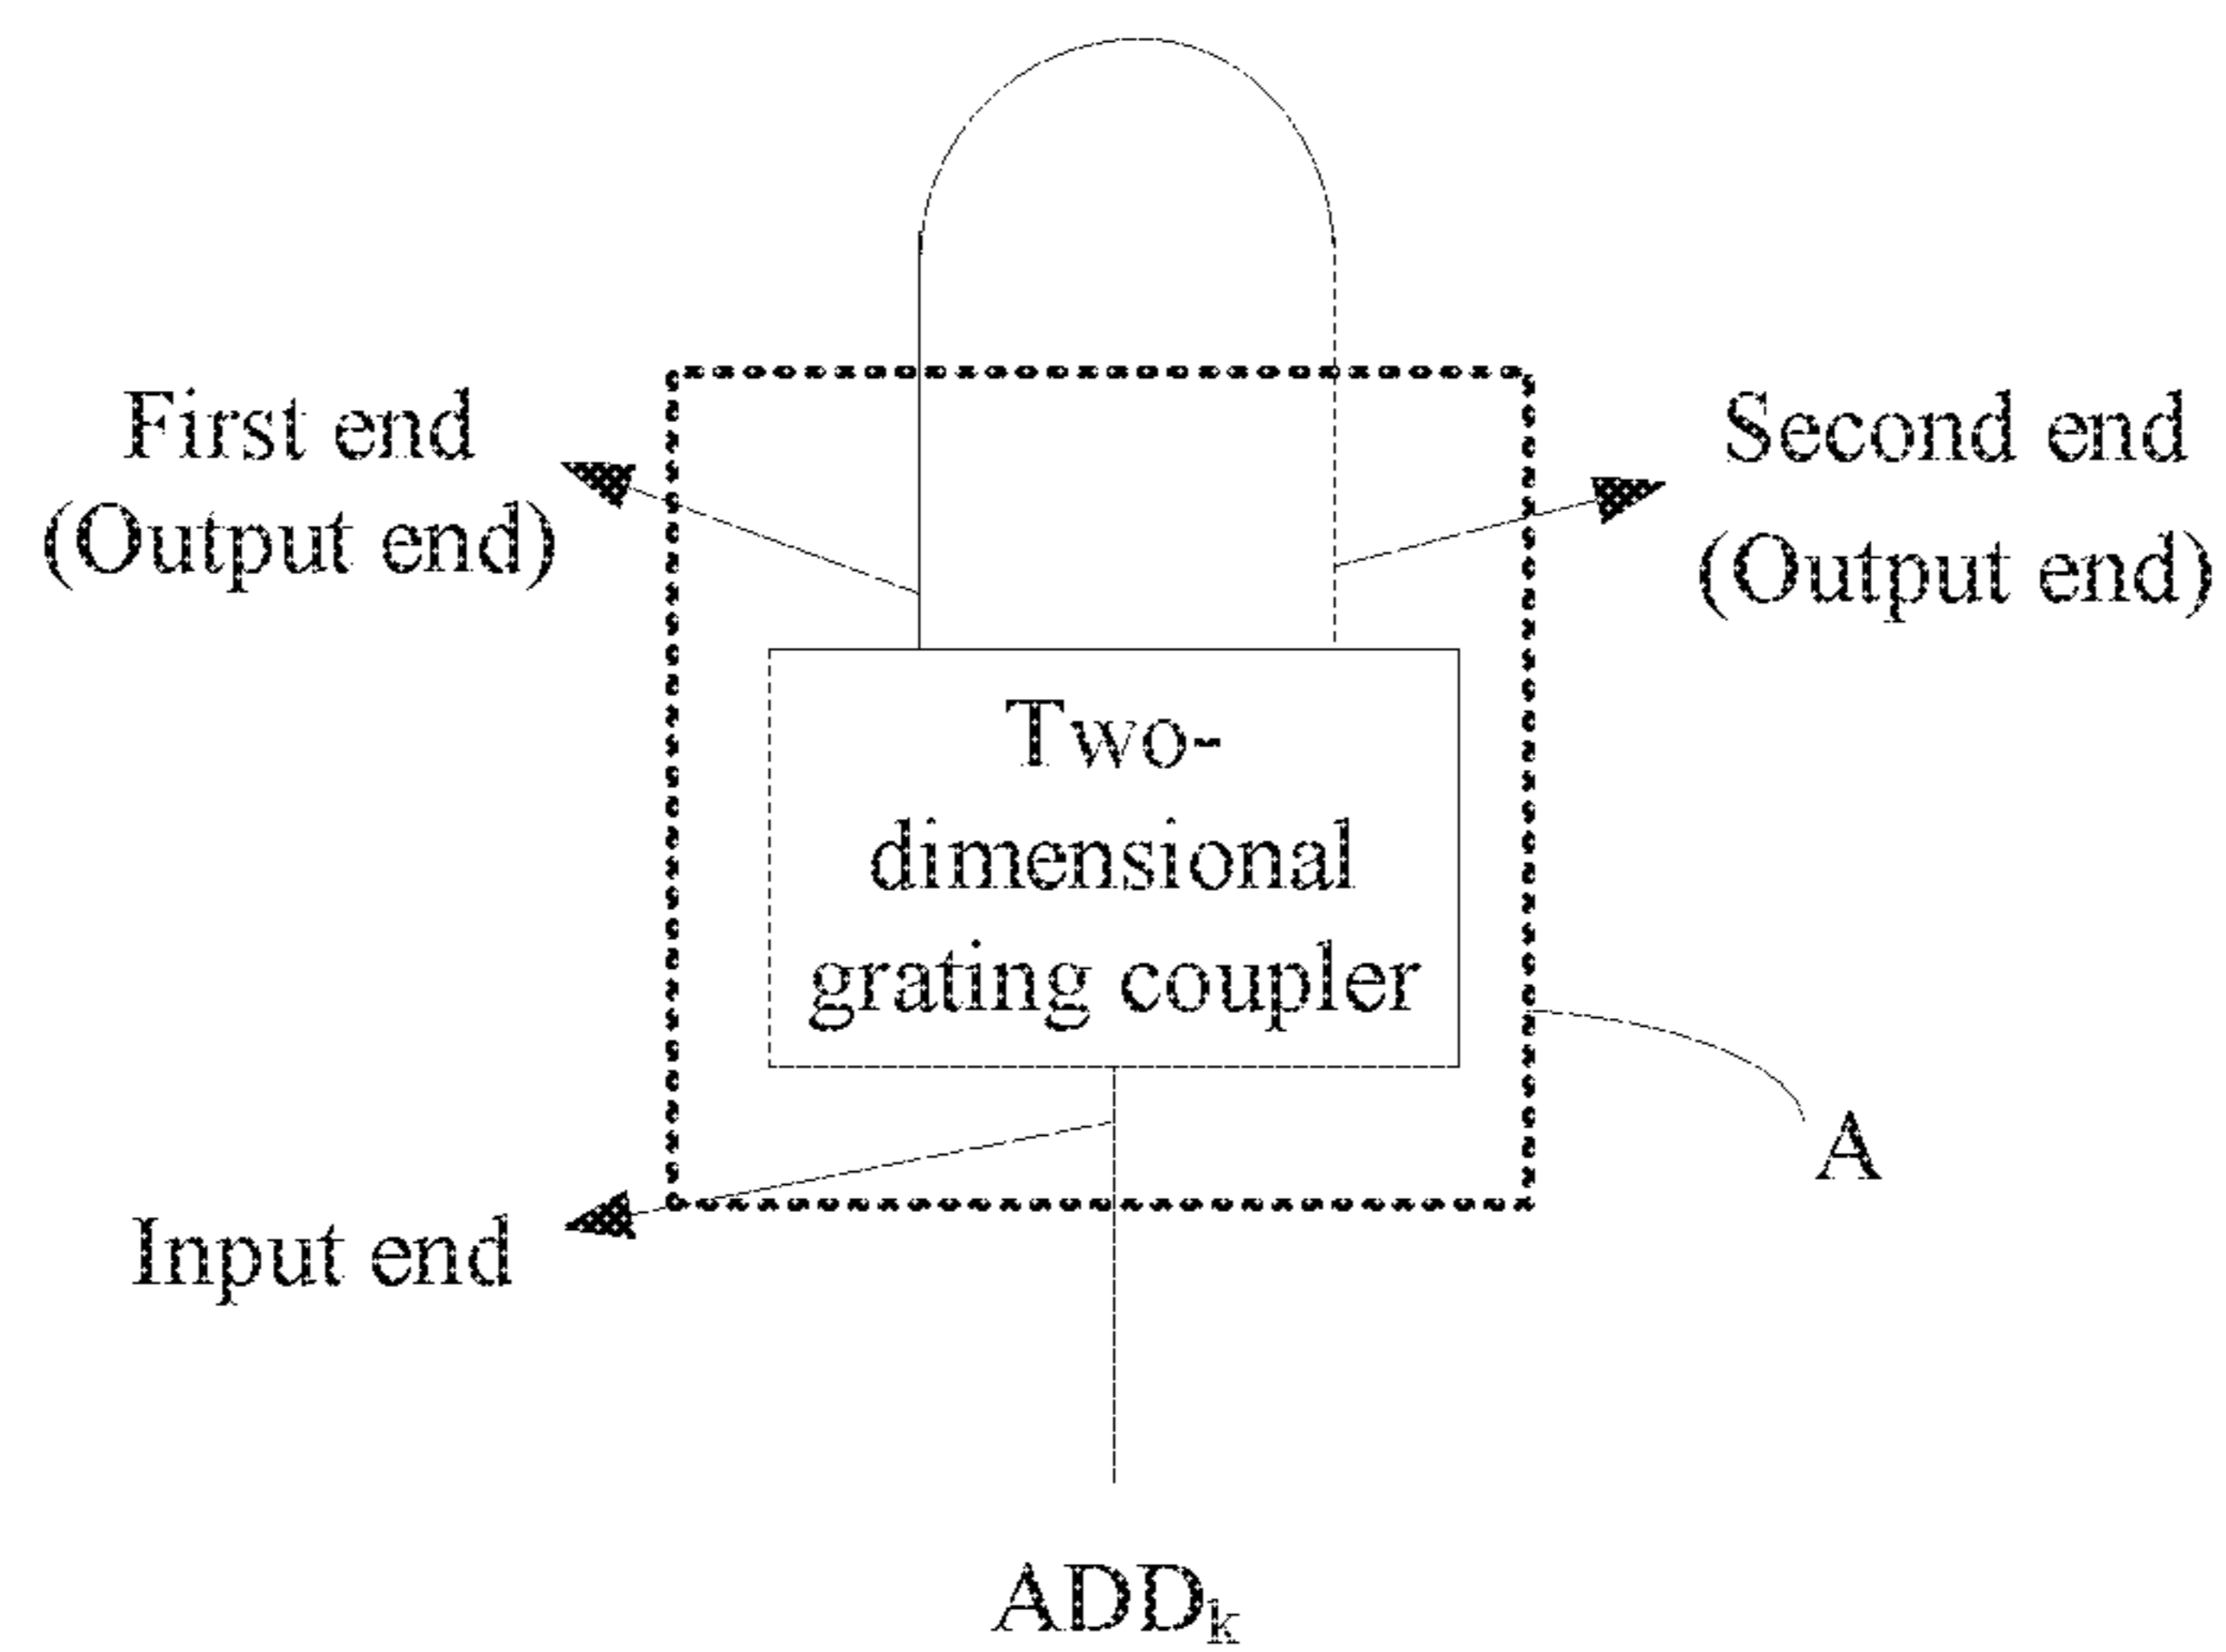 First end
(Output end)
Second end
(Output end)
Two-
dimensional
grating coupler
A
Input end
ADDk